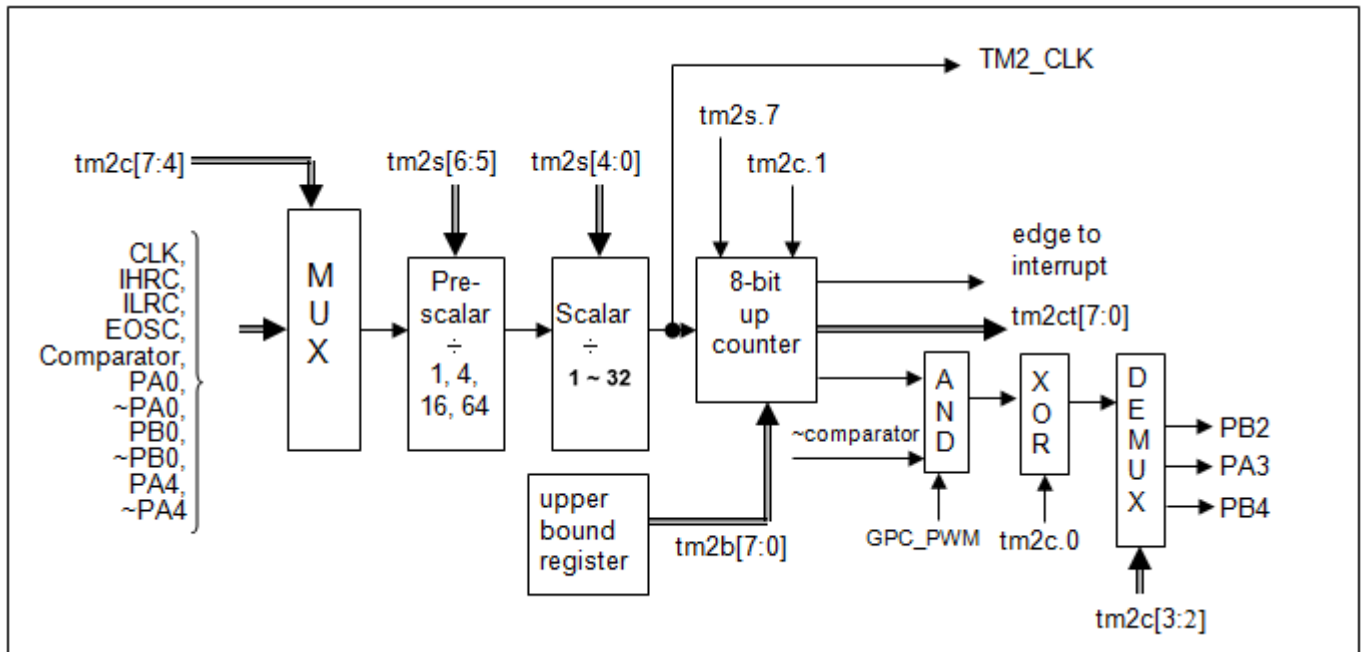 TM2_CLK
tm2s.7
tm2c[7:4]
tm2s[6:5]
tm2s[4:0]
tm2c.1
CLK,
IHRC,
ILRC,
EOSC,
Comparator,
PA0,
~PA0,
PB0,
~PB0,
PA4,
~PA4
M
U
X
Pre-
scalar
÷
1, 4,
16, 64
Scalar
÷
1 ~ 32
8-bit
up
counter
edge to
interrupt
tm2ct[7:0]
upper
bound
register
tm2b[7:0]
~comparator
A
N
D
GPC_PWM
X
O
R
tm2c.0
D
E
M
U
X
PB2
PA3
PB4
tm2c[3:2]